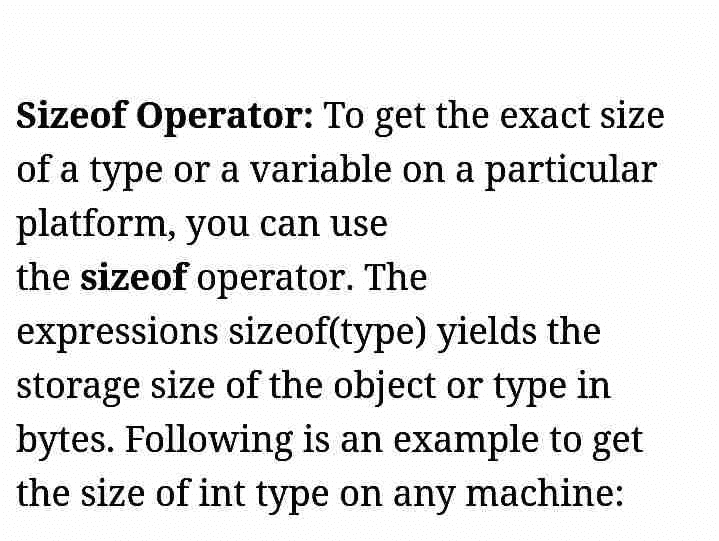 Sizeof Operator: To get the exact size
of a type or a variable on a particular
platform, you can use
the sizeof operator. The
expressions sizeof(type) yields the
storage size of the object or type in
bytes. Following is an example to get
the size of int type on any machine: